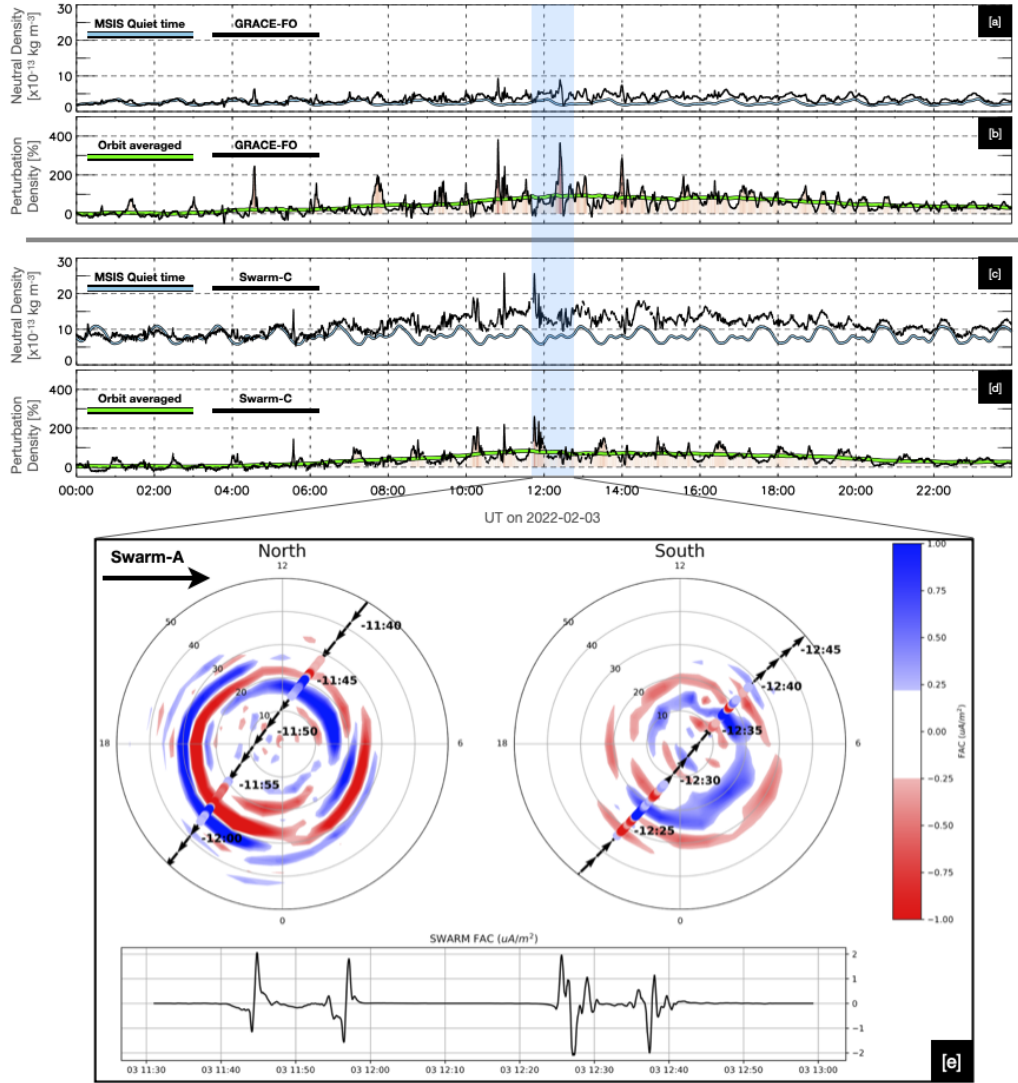 MSIS Quiet time GRACE-FO [a]
Neutral Density
[x10⁻¹³ kg m⁻³]
30
20
10
0
Orbit averaged GRACE-FO [b]
Perturbation
Density [%]
400
200
0
MSIS Quiet time Swarm-C [c]
Neutral Density
[x10⁻¹³ kg m⁻³]
30
20
10
0
Orbit averaged Swarm-C [d]
Perturbation
Density [%]
400
200
0
00:00 02:00 04:00 06:00 08:00 10:00 12:00 14:00 16:00 18:00 20:00 22:00
UT on 2022-02-03
Swarm-A
North
12
50
40
30
20
10
18
6
0
-11:40
-11:45
-11:50
-11:55
-12:00
South
12
50
40
30
20
10
18
6
0
-12:45
-12:40
-12:35
-12:30
-12:25
1.00
0.75
0.50
0.25
0.00
−0.25
−0.50
−0.75
−1.00
FAC (uA/m²)
SWARM FAC (uA/m²)
2
1
0
−1
−2
03 11:30 03 11:40 03 11:50 03 12:00 03 12:10 03 12:20 03 12:30 03 12:40 03 12:50 03 13:00
[e]